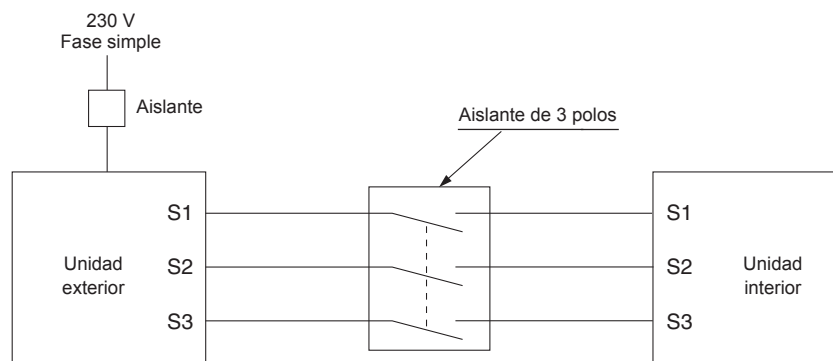 230 V
Fase simple
Aislante
Aislante de 3 polos
S1
S1
Unidad
exterior
S2
S2
Unidad
interior
S3
S3